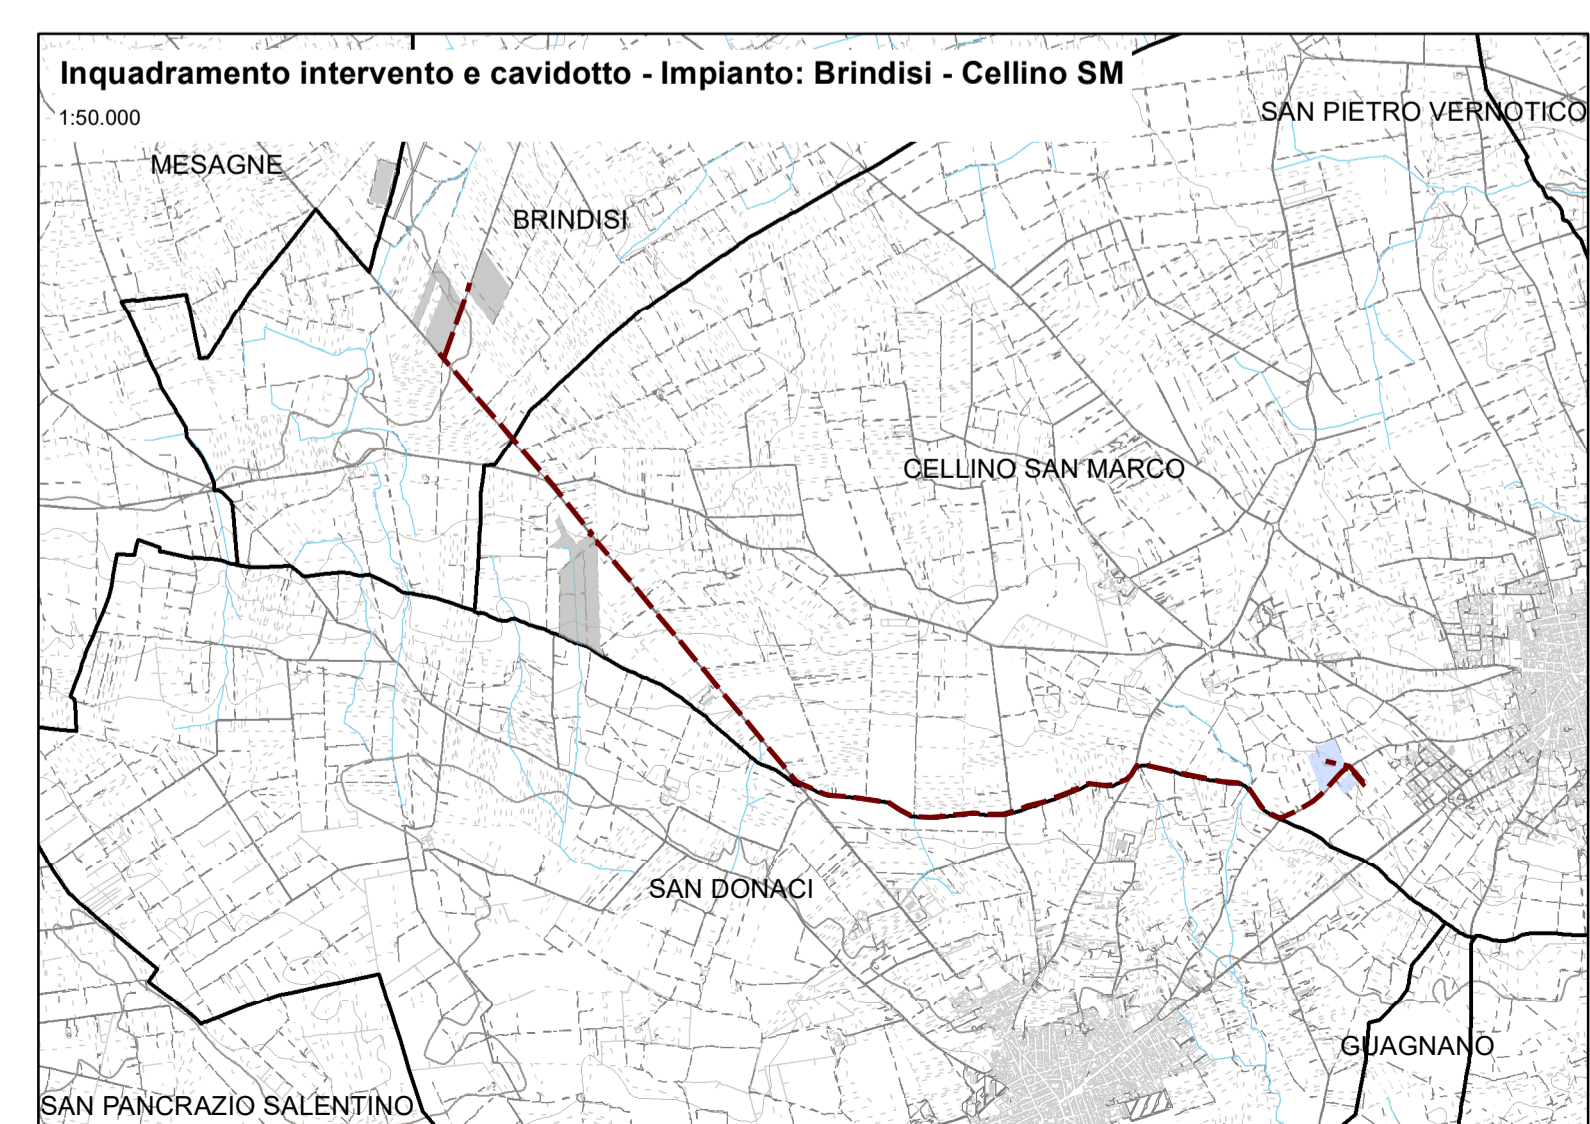 Inquadramento intervento e cavidotto - Impianto: Brindisi - Cellino SM
1:50.000
SAN PIETRO VERNOTICO
MESAGNE
BRINDISI
CELLINO SAN MARCO
SAN DONACI
GUAGNANO
SAN PANCRAZIO SALENTINO